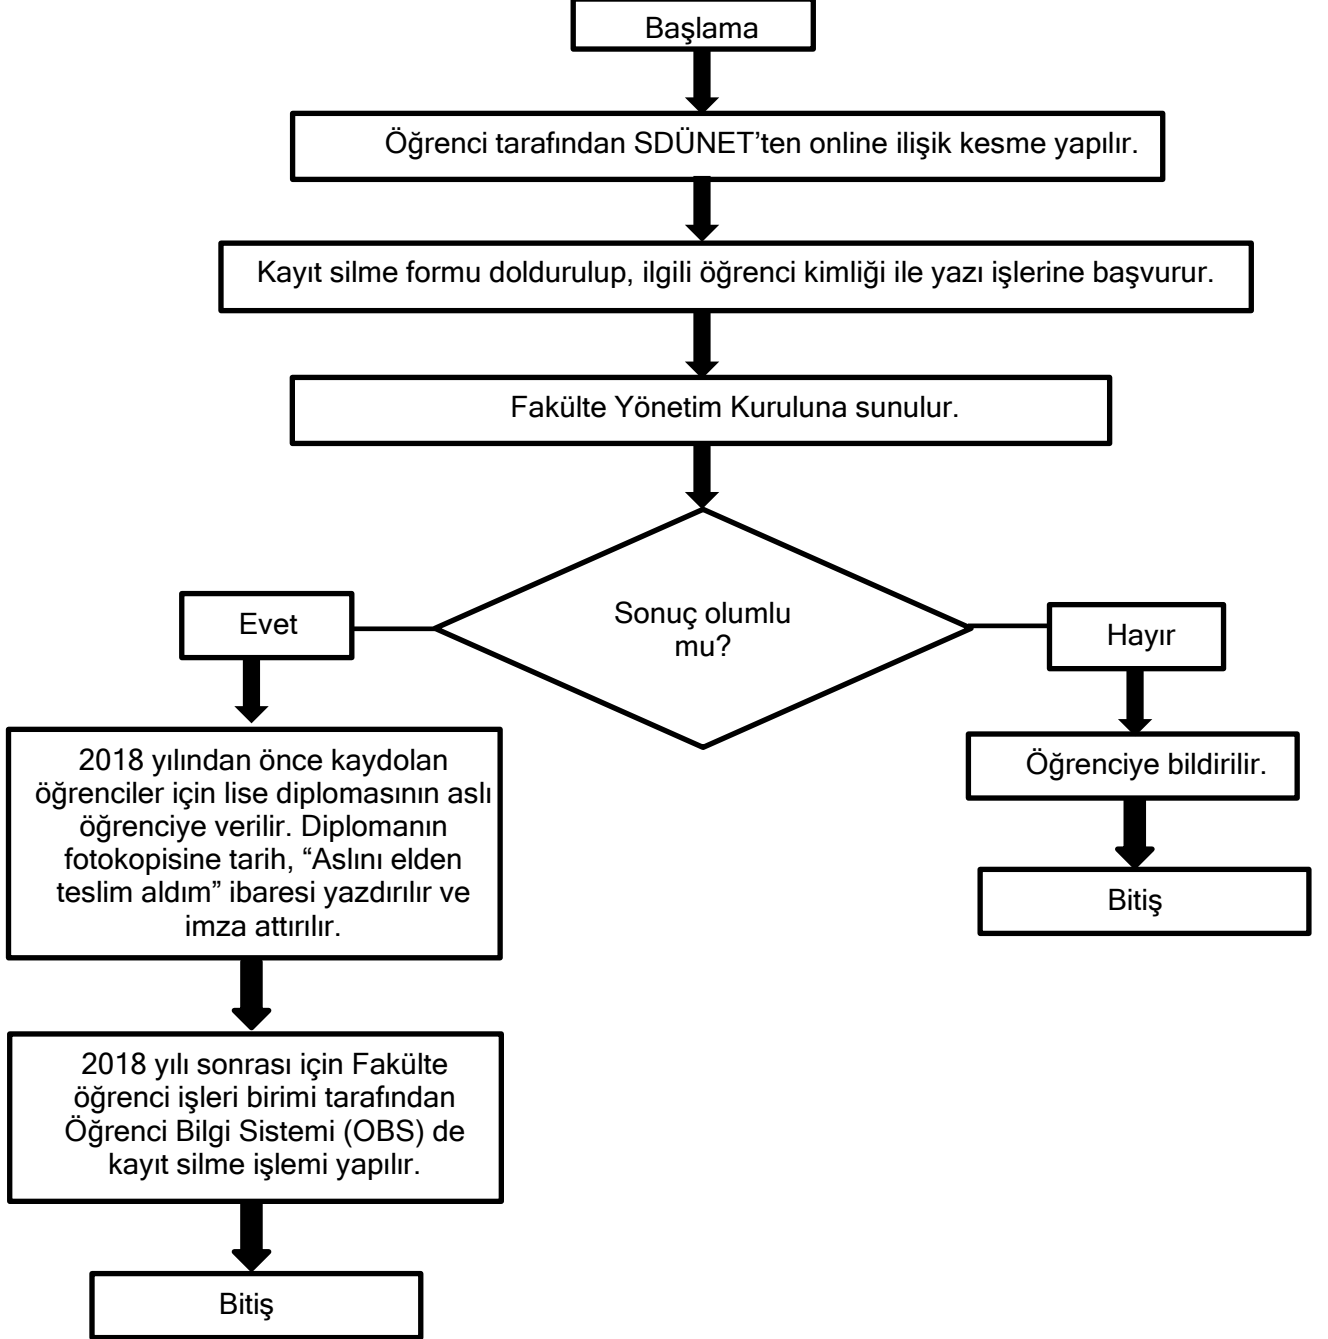 Başlama
Öğrenci tarafından SDÜNET’ten online ilişik kesme yapılır.
Kayıt silme formu doldurulup, ilgili öğrenci kimliği ile yazı işlerine başvurur.
Fakülte Yönetim Kuruluna sunulur.
Sonuç olumlu
mu?
Evet
Hayır
2018 yılından önce kaydolan
öğrenciler için lise diplomasının aslı
öğrenciye verilir. Diplomanın
fotokopisine tarih, “Aslını elden
teslim aldım” ibaresi yazdırılır ve
imza attırılır.
Öğrenciye bildirilir.
Bitiş
2018 yılı sonrası için Fakülte
öğrenci işleri birimi tarafından
Öğrenci Bilgi Sistemi (OBS) de
kayıt silme işlemi yapılır.
Bitiş